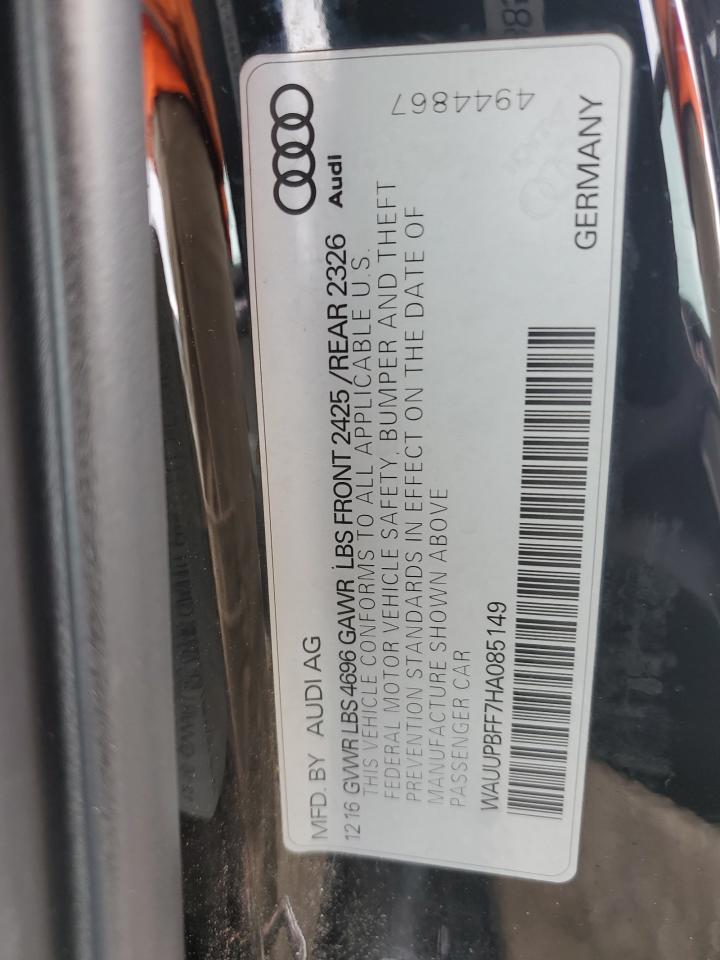 MFD. BY AUDI AG
Audi
1216 GVWR LBS 4696 GAWR LBS FRONT 2425 /REAR 2326
THIS VEHICLE CONFORMS TO ALL APPLICABLE U.S.
FEDERAL MOTOR VEHICLE SAFETY, BUMPER AND THEFT
PREVENTION STANDARDS IN EFFECT ON THE DATE OF
MANUFACTURE SHOWN ABOVE
PASSENGER CAR
WAUUPBFF7HA085149
GERMANY
4944867